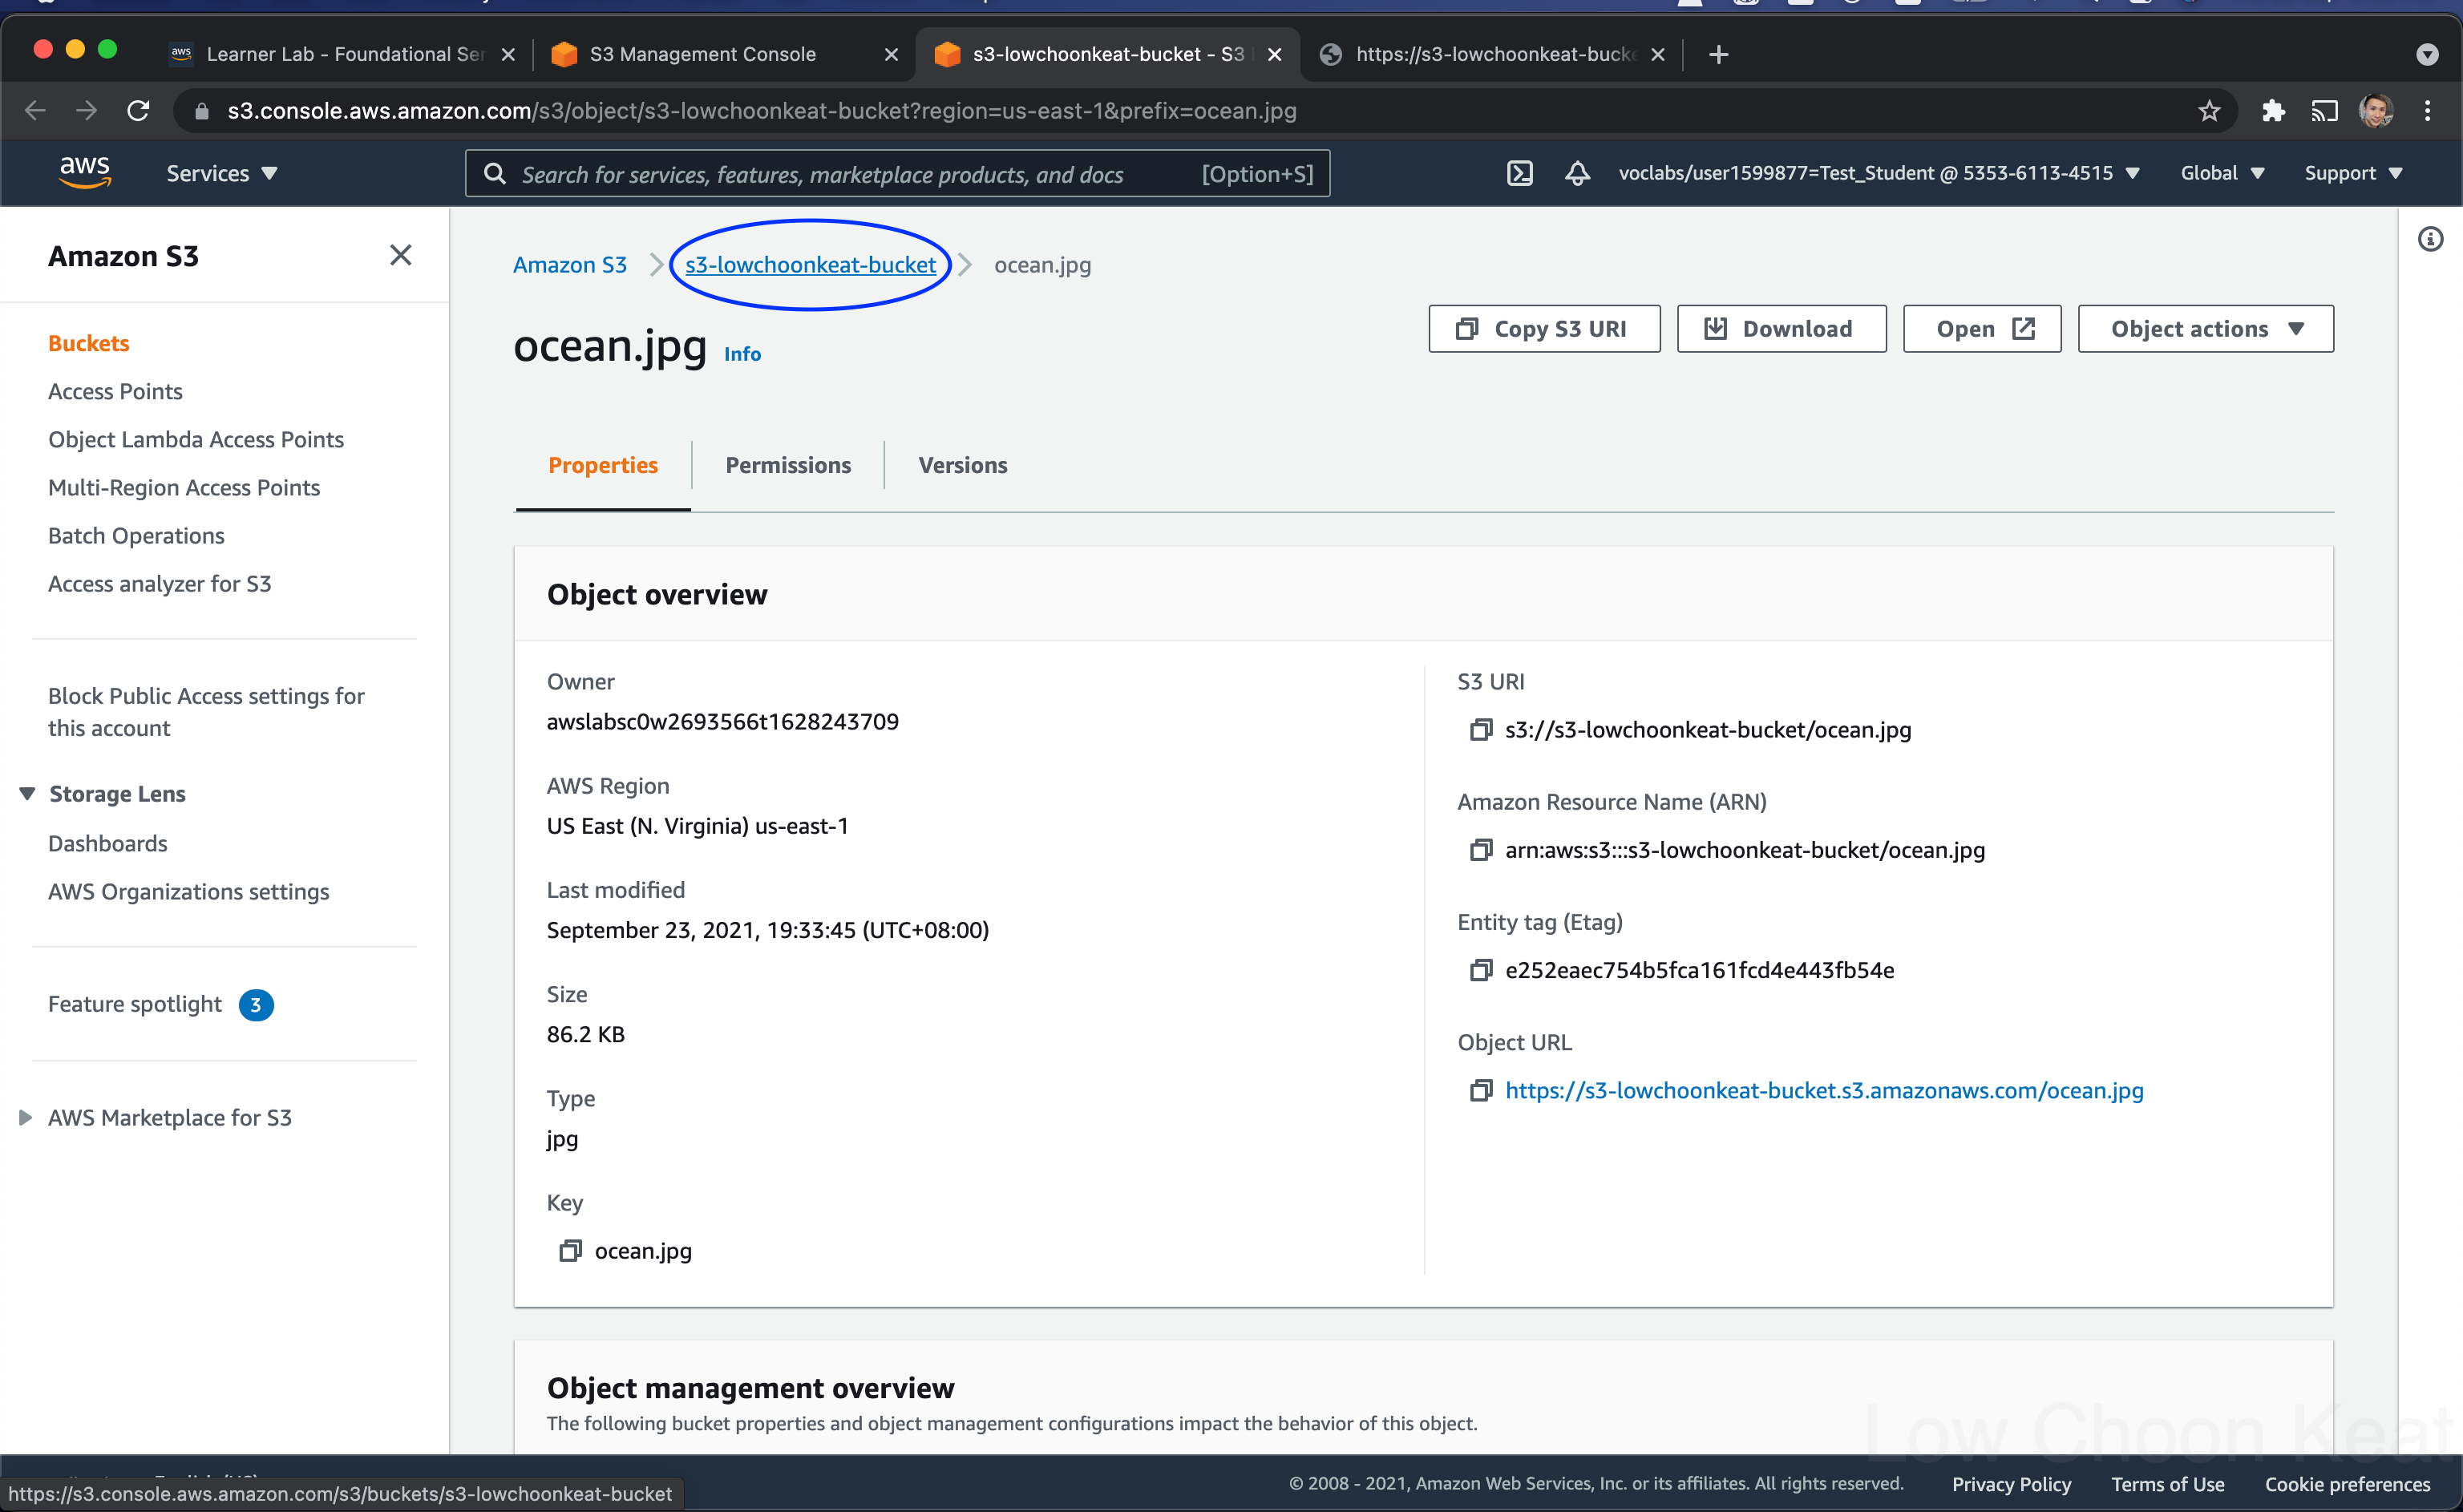 aws Learner Lab - Foundational Ser
S3 Management Console
s3-lowchoonkeat-bucket - S3
https://s3-lowchoonkeat-bucke
s3.console.aws.amazon.com/s3/object/s3-lowchoonkeat-bucket?region=us-east-1&prefix=ocean.jpg
aws
Services
Search for services, features, marketplace products, and docs
[Option+S]
voclabs/user1599877=Test_Student @ 5353-6113-4515
Global
Support
Amazon S3
Buckets
Access Points
Object Lambda Access Points
Multi-Region Access Points
Batch Operations
Access analyzer for S3
Block Public Access settings for
this account
Storage Lens
Dashboards
AWS Organizations settings
Feature spotlight 3
AWS Marketplace for S3
Amazon S3
s3-lowchoonkeat-bucket
ocean.jpg
ocean.jpg Info
Copy S3 URI
Download
Open
Object actions
Properties
Permissions
Versions
Object overview
Owner
awslabsc0w2693566t1628243709
AWS Region
US East (N. Virginia) us-east-1
Last modified
September 23, 2021, 19:33:45 (UTC+08:00)
Size
86.2 KB
Type
jpg
Key
ocean.jpg
S3 URI
s3://s3-lowchoonkeat-bucket/ocean.jpg
Amazon Resource Name (ARN)
arn:aws:s3:::s3-lowchoonkeat-bucket/ocean.jpg
Entity tag (Etag)
e252eaec754b5fca161fcd4e443fb54e
Object URL
https://s3-lowchoonkeat-bucket.s3.amazonaws.com/ocean.jpg
Object management overview
The following bucket properties and object management configurations impact the behavior of this object.
Low Choon Keat
© 2008 - 2021, Amazon Web Services, Inc. or its affiliates. All rights reserved.
Privacy Policy
Terms of Use
Cookie preferences
https://s3.console.aws.amazon.com/s3/buckets/s3-lowchoonkeat-bucket